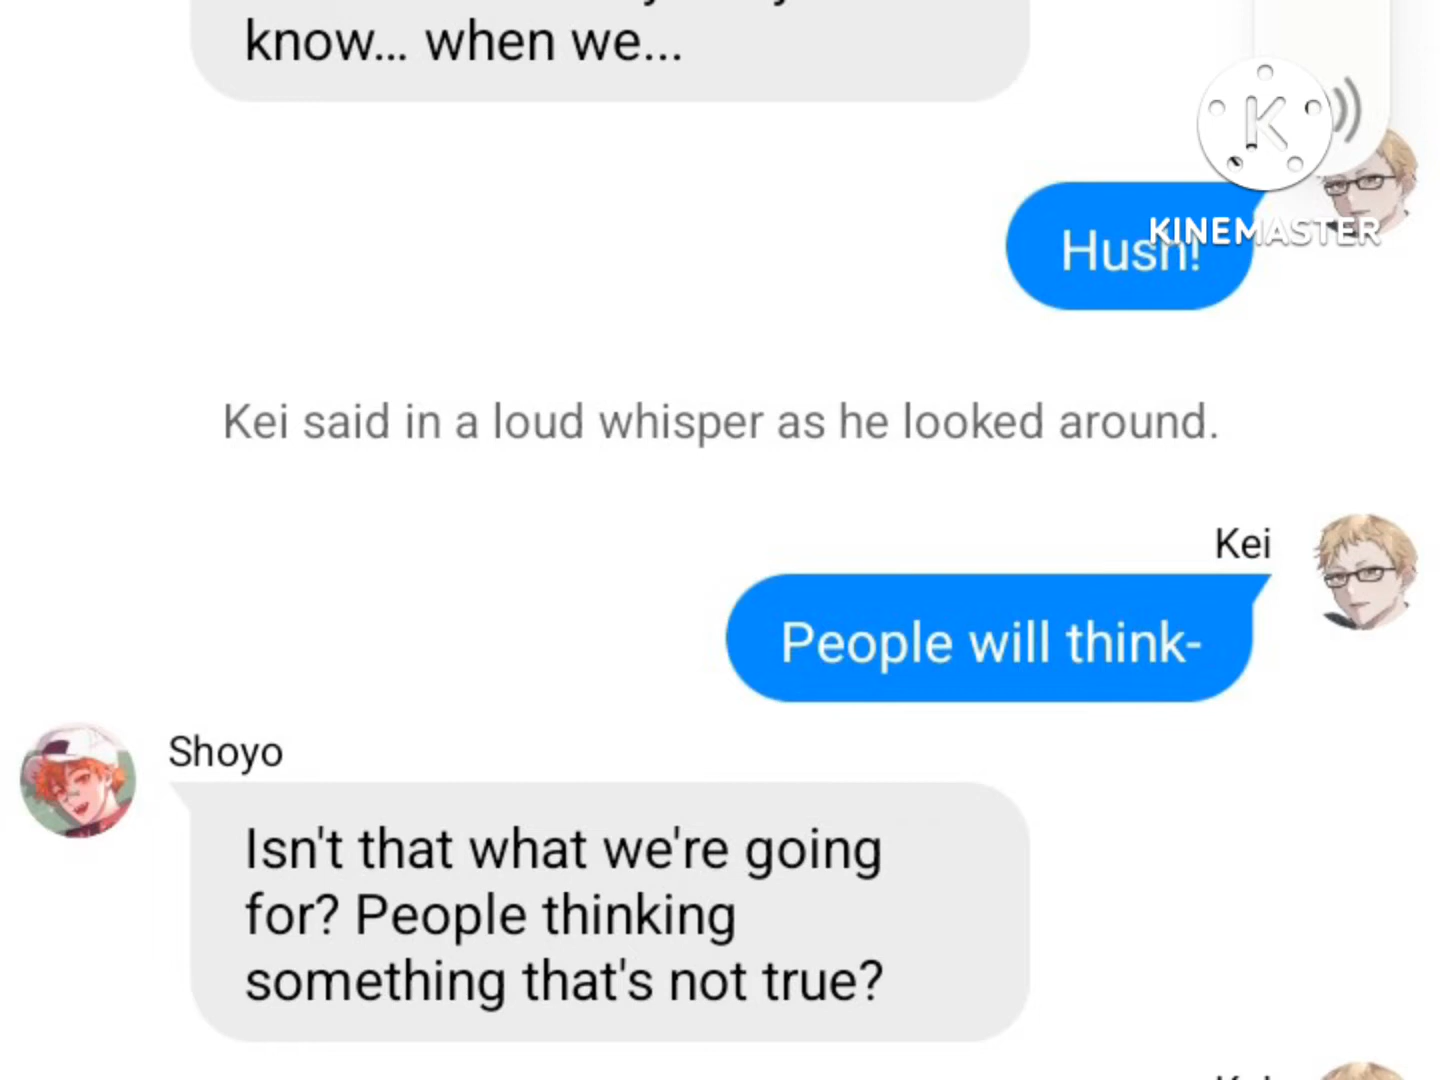 know... when we...
K
KINEMASTER
Hush!
Kei said in a loud whisper as he looked around.
Kei
People will think-
Shoyo
Isn't that what we're going
for? People thinking
something that's not true?